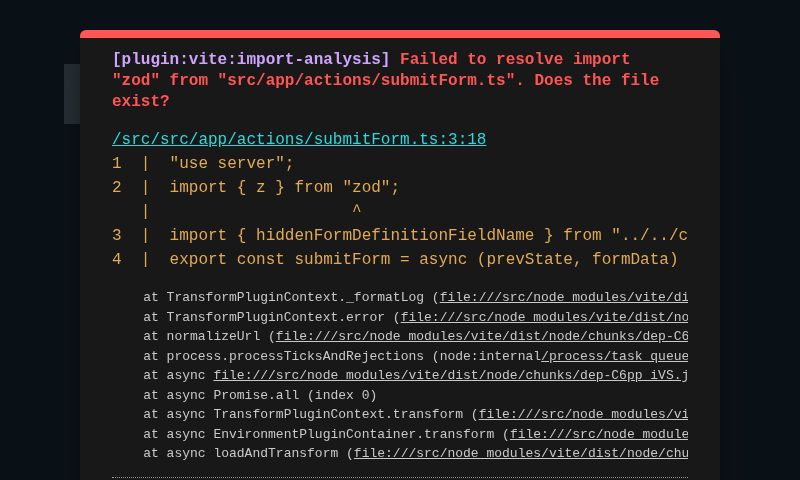 [plugin:vite:import-analysis] Failed to resolve import
"zod" from "src/app/actions/submitForm.ts". Does the file
exist?
/src/src/app/actions/submitForm.ts:3:18
1  |  "use server";
2  |  import { z } from "zod";
   |                     ^
3  |  import { hiddenFormDefinitionFieldName } from "../../c
4  |  export const submitForm = async (prevState, formData)
at TransformPluginContext._formatLog (file:///src/node_modules/vite/di
at TransformPluginContext.error (file:///src/node_modules/vite/dist/no
at normalizeUrl (file:///src/node_modules/vite/dist/node/chunks/dep-C6
at process.processTicksAndRejections (node:internal/process/task_queue
at async file:///src/node_modules/vite/dist/node/chunks/dep-C6pp_iVS.j
at async Promise.all (index 0)
at async TransformPluginContext.transform (file:///src/node_modules/vi
at async EnvironmentPluginContainer.transform (file:///src/node_module
at async loadAndTransform (file:///src/node_modules/vite/dist/node/chu